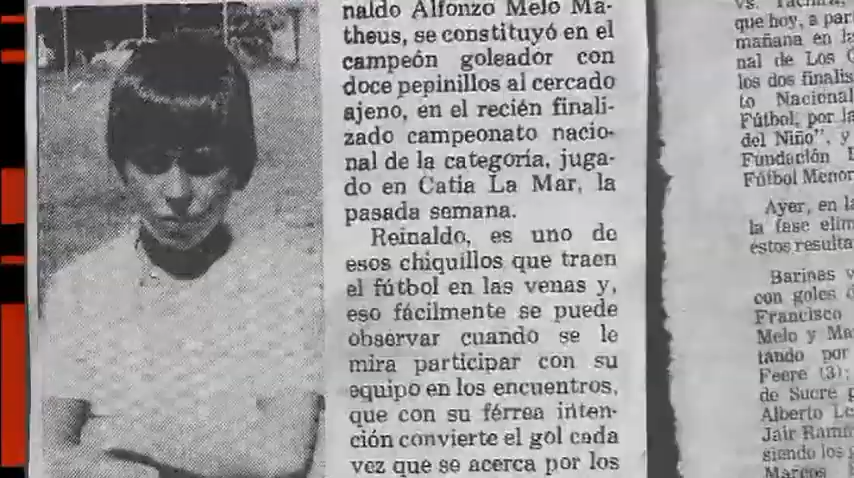 naldo Alfonzo Melo Ma-
theus, se constituyó en el
campeón goleador con
doce pepinillos al cercado
ajeno, en el recién finali-
zado campeonato nacio-
nal de la categoría, juga-
do en Catia La Mar, la
pasada semana.
Reinaldo, es uno de
esos chiquillos que traen
el fútbol en las venas y,
eso fácilmente se puede
observar cuando se le
mira participar con su
equipo en los encuentros,
que con su férrea inten-
ción convierte el gol cada
vez que se acerca por los
vs.
que hoy, a par
mañana en la
nal de Los
los dos finalis
to Nacional
Fútbol, por la
del Niño", y
Fundación
Fútbol Menor
Ayer, en la
la fase elim
estos resulta
Barinas v
con goles d
Francisco
Melo y Ma
tando por
Feere (3);
de Sucre p
Alberto Lo
Jair Ramí
siendo los g
Marcos